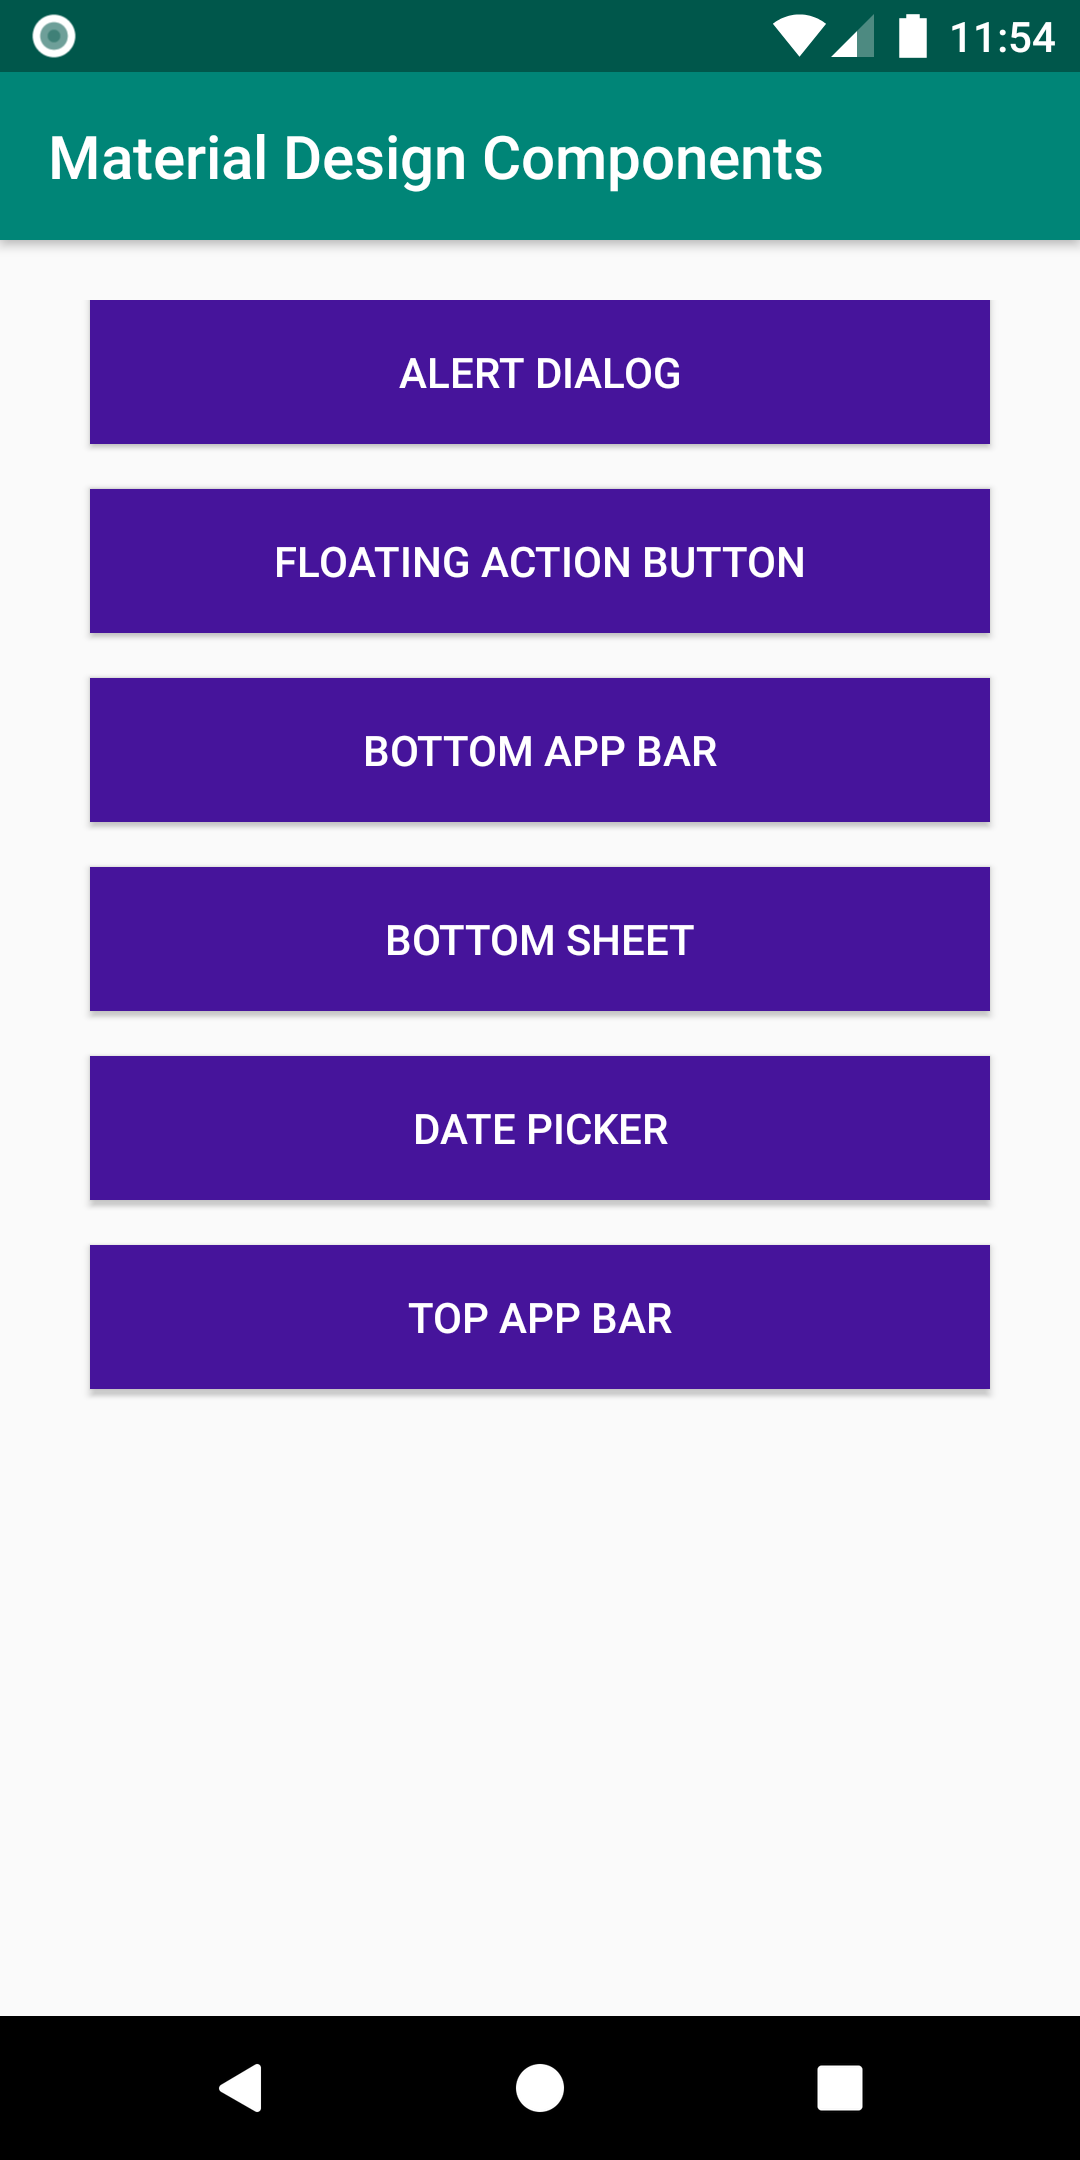 11:54
Material Design Components
ALERT DIALOG
FLOATING ACTION BUTTON
BOTTOM APP BAR
BOTTOM SHEET
DATE PICKER
TOP APP BAR